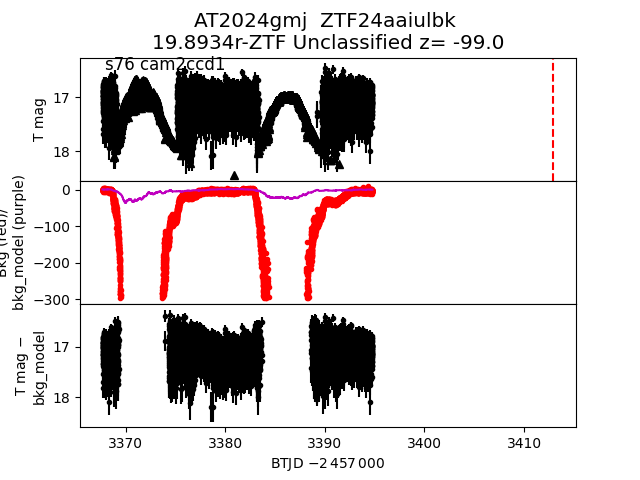 AT2024gmj  ZTF24aaiulbk
19.8934r-ZTF Unclassified z= -99.0
s76 cam2ccd1
17
18
T mag
0
−100
−200
−300
Bkg (red)/
bkg_model (purple)
17
18
T mag −
bkg_model
3370
3380
3390
3400
3410
BTJD −2 457 000